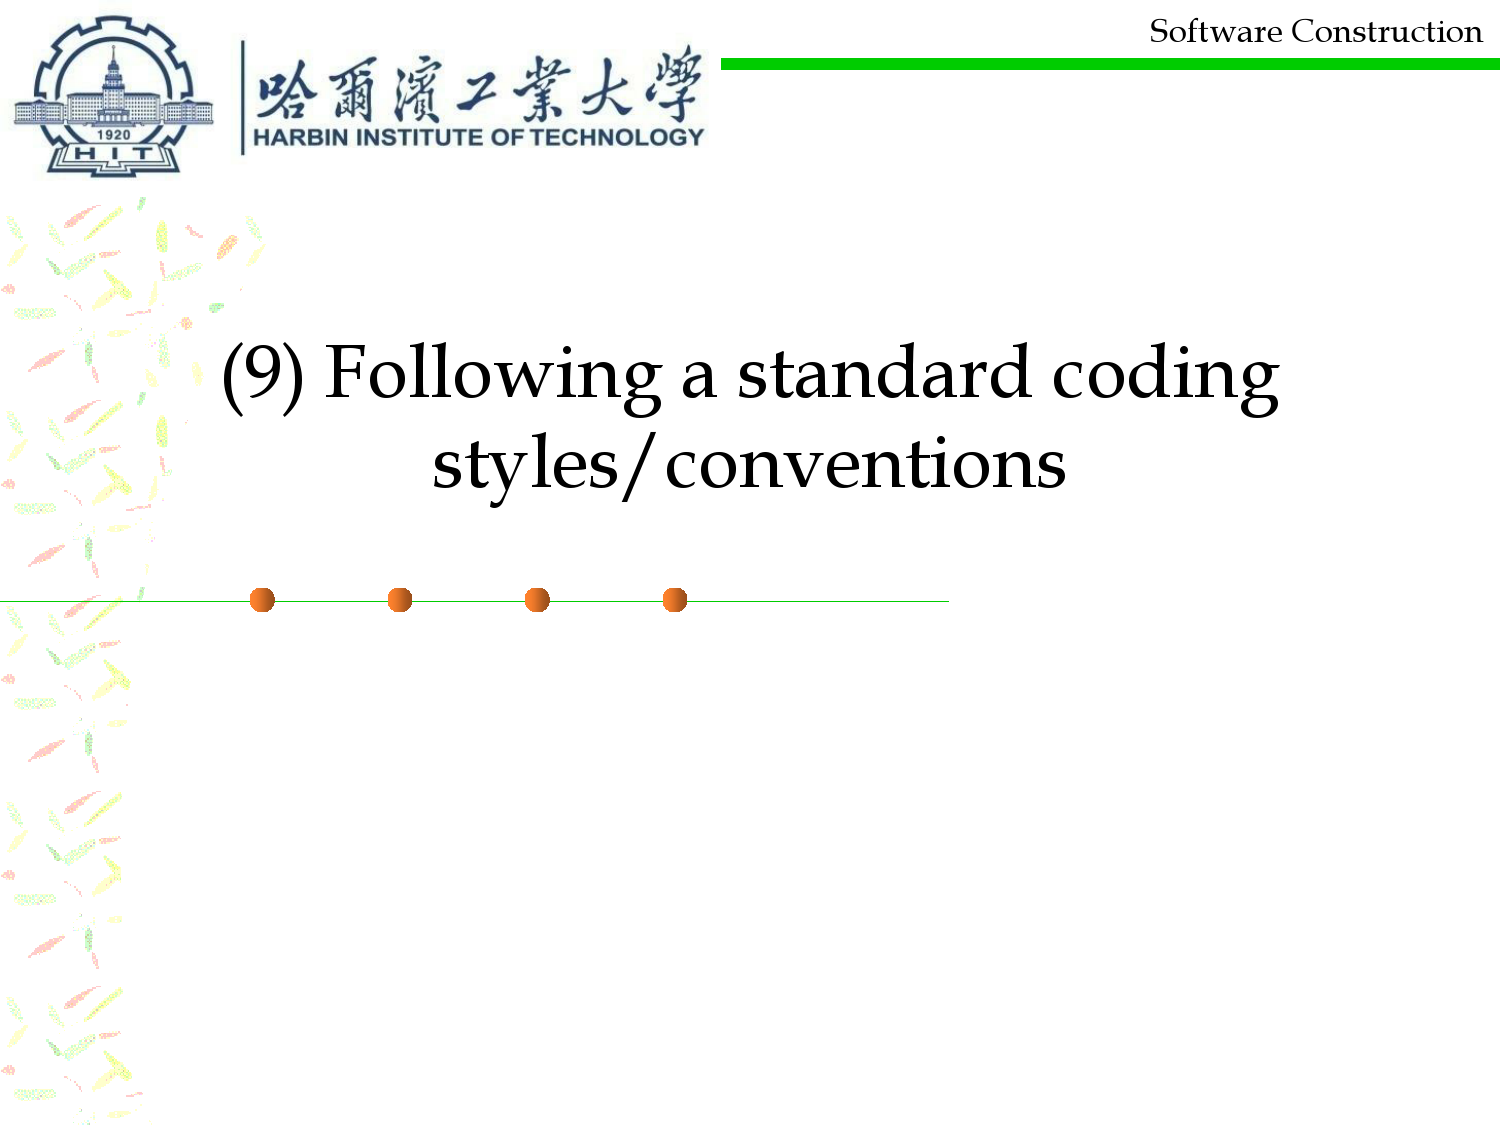 Software Construction
哈爾濱工業大學
HARBIN INSTITUTE OF TECHNOLOGY
1920
HIT
(9) Following a standard coding
styles/conventions